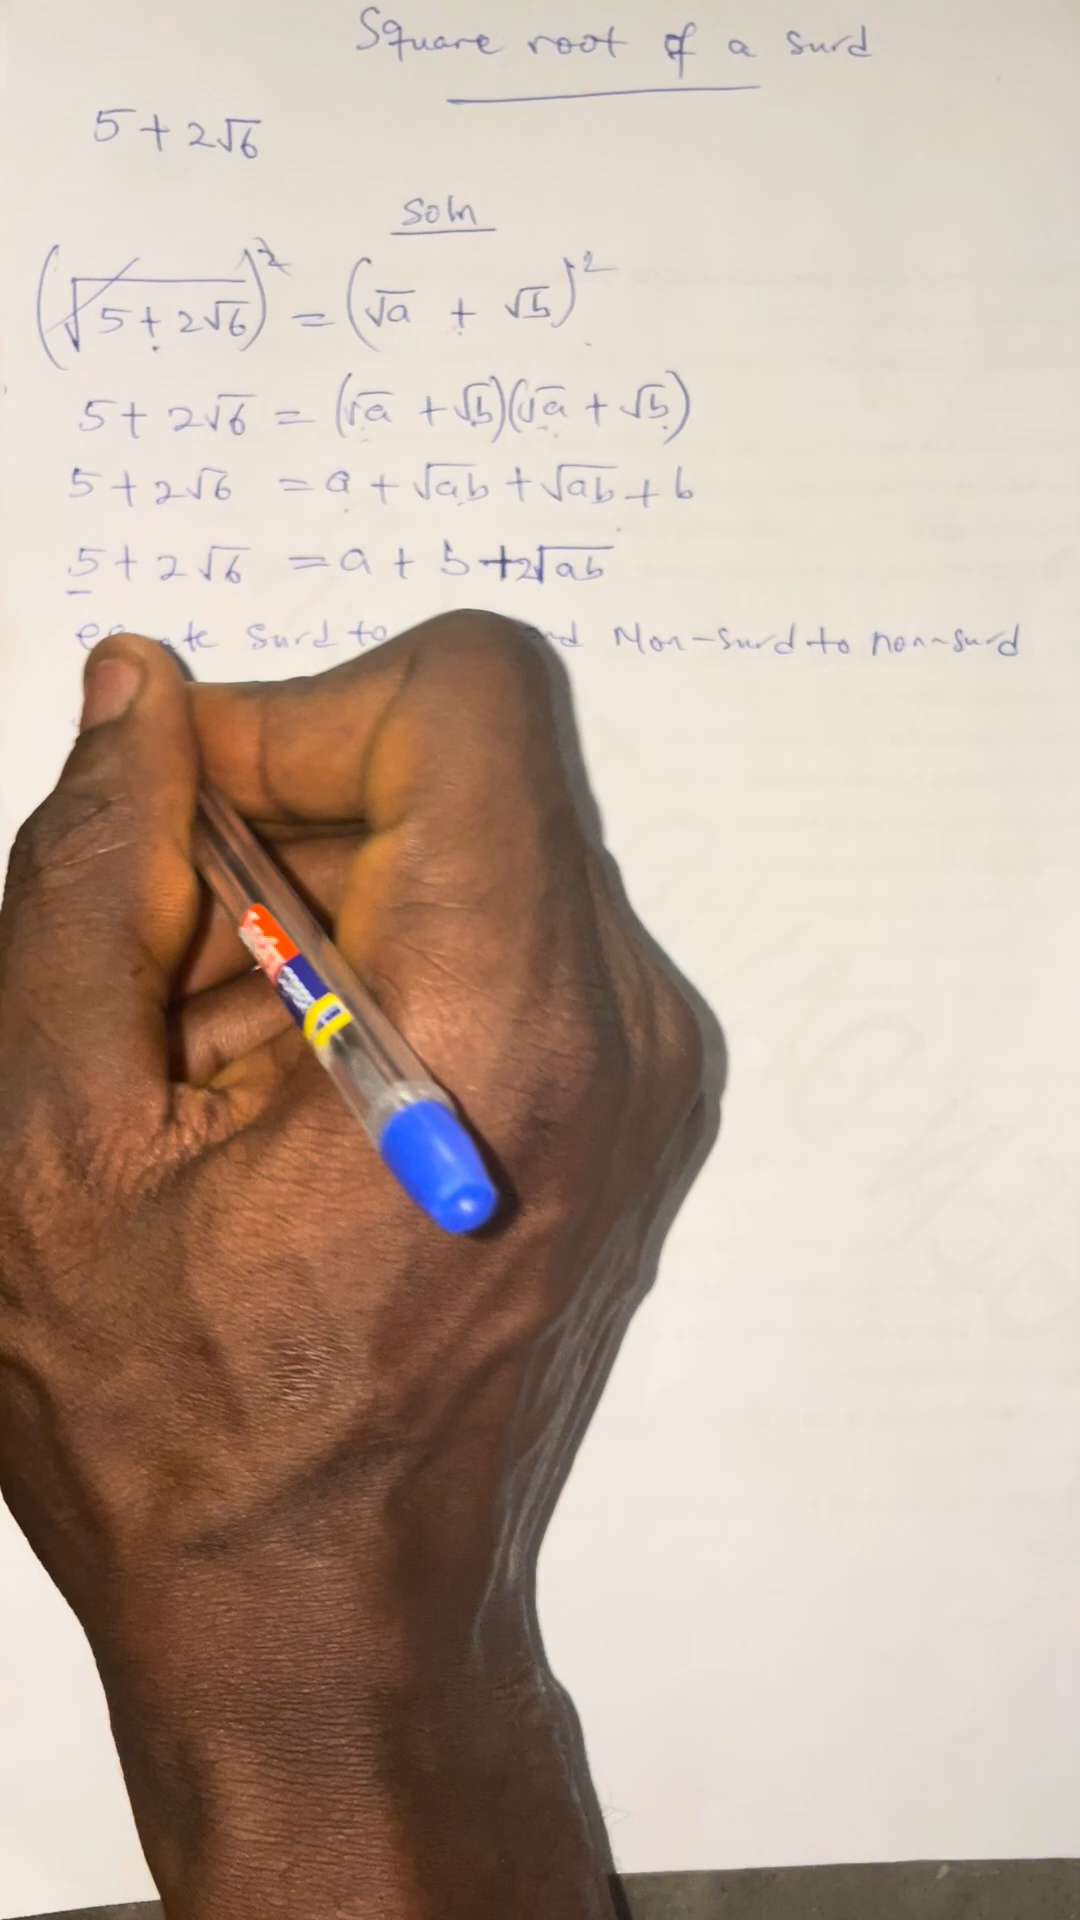 Square root of a surd
5 + 2√6
Soln
(√(5 + 2√6))² = (√a + √b)²
5 + 2√6 = (√a + √b)(√a + √b)
5 + 2√6 = a + √ab + √ab + b
5 + 2√6 = a + b + 2√ab
surd to Non-surd to non-surd